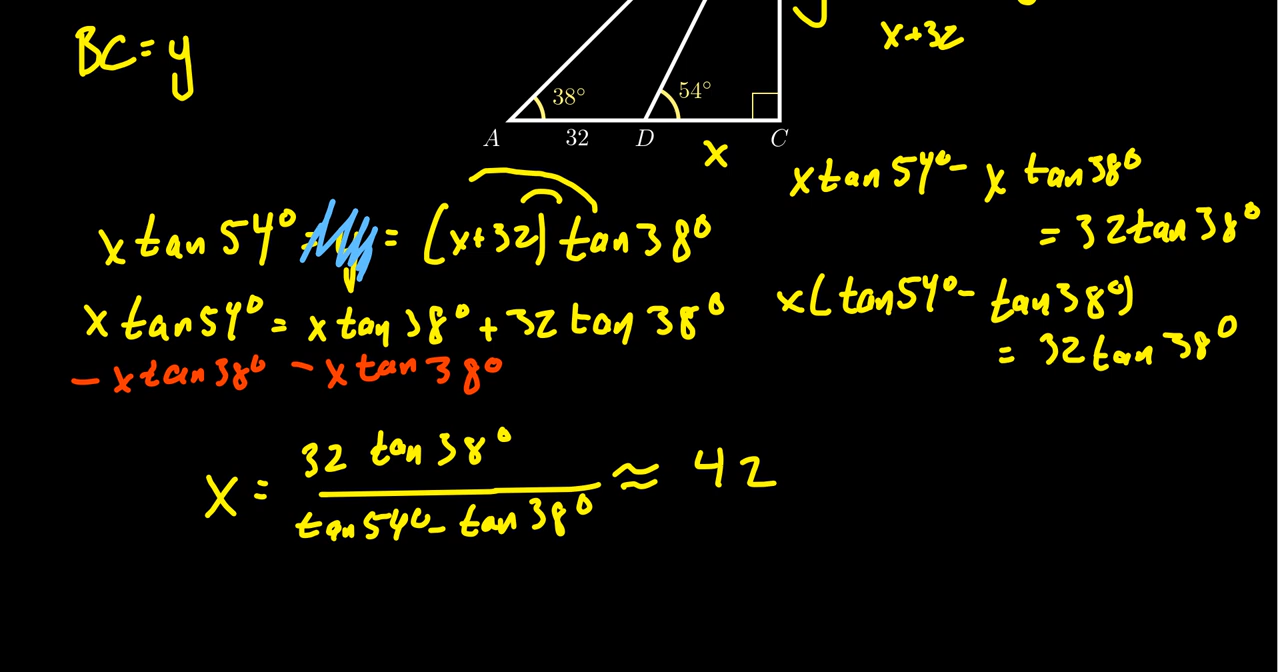 BC = y
x+32
38°
54°
A
32
D
C
x
x tan 54° = (x+32) tan 38°
x tan 54° = x tan 38° + 32 tan 38°
- x tan 38° - x tan 38°
x = 32 tan 38° / tan 54° - tan 38° ≈ 42
x tan 54° - x tan 38°
= 32 tan 38°
x(tan 54° - tan 38°)
= 32 tan 38°